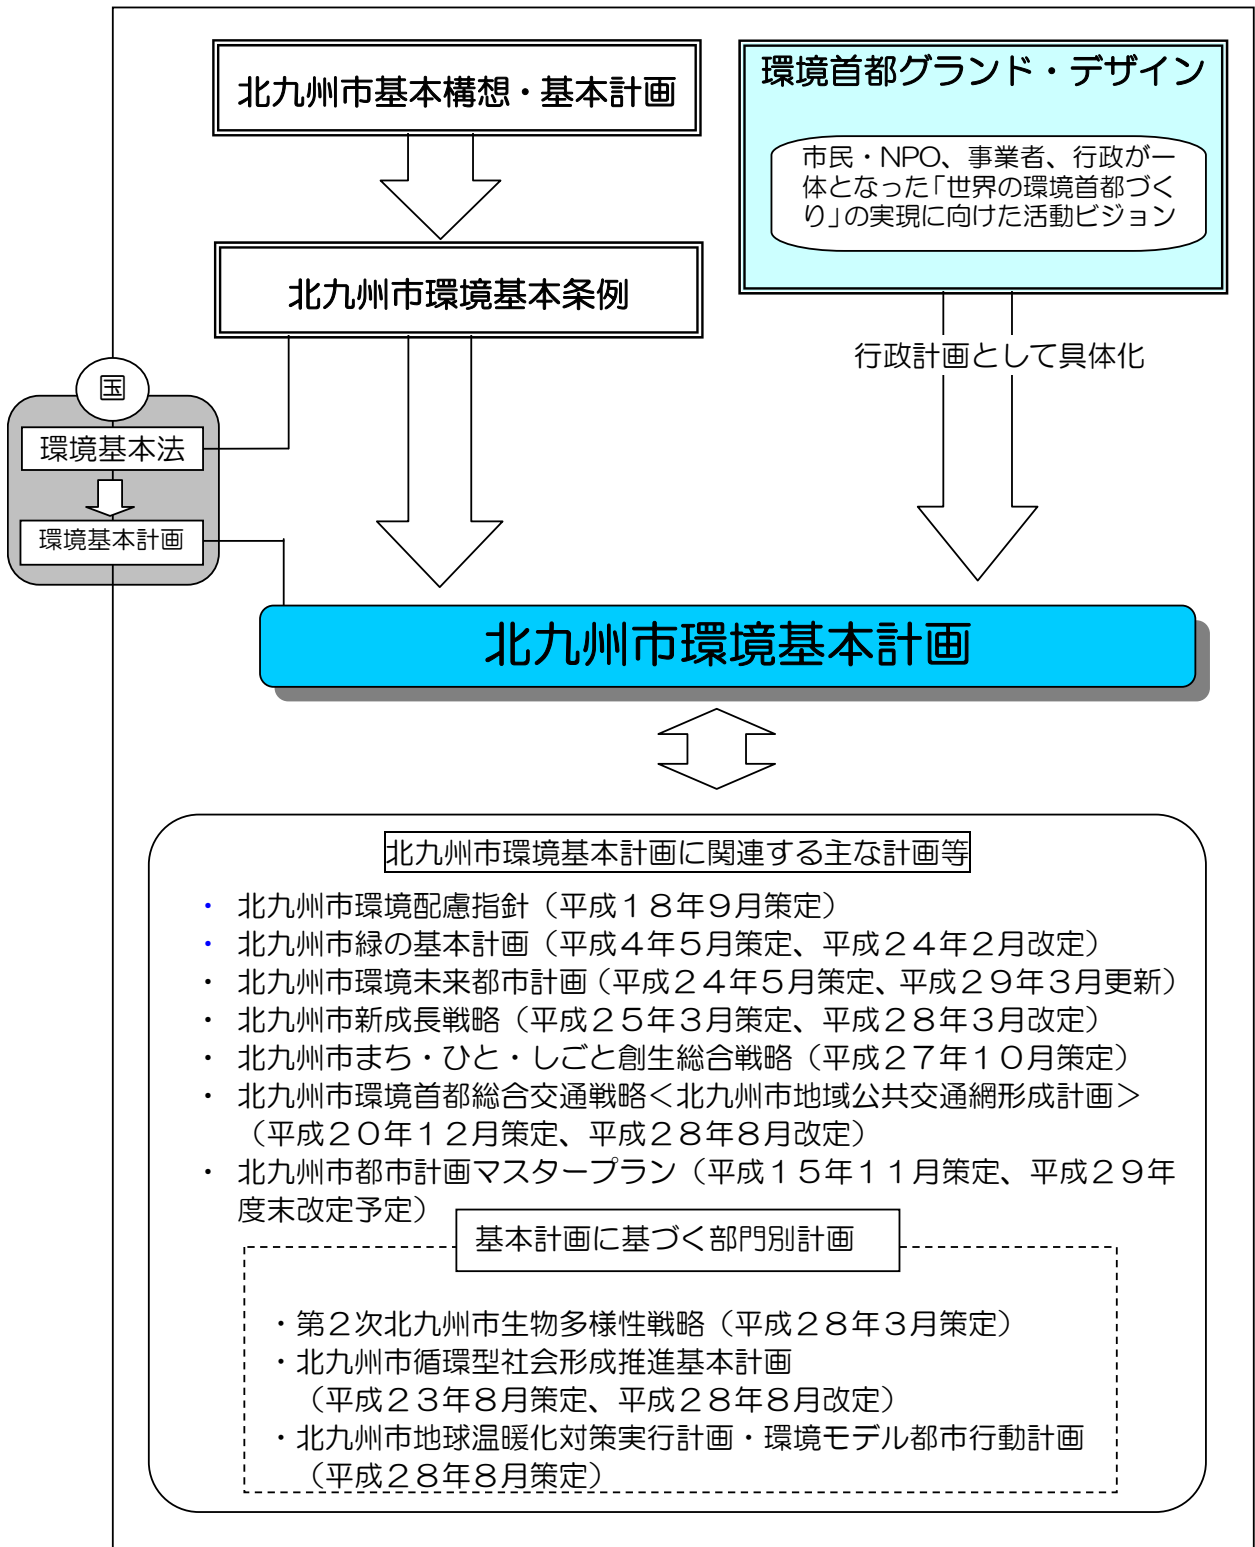 北九州市基本構想・基本計画
環境首都グランド・デザイン
市民・NPO、事業者、行政が一
体となった「世界の環境首都づく
り」の実現に向けた活動ビジョン
北九州市環境基本条例
行政計画として具体化
国
環境基本法
環境基本計画
北九州市環境基本計画
北九州市環境基本計画に関連する主な計画等
・ 北九州市環境配慮指針（平成１８年９月策定）
・ 北九州市緑の基本計画（平成４年５月策定、平成２４年２月改定）
・ 北九州市環境未来都市計画（平成２４年５月策定、平成２９年３月更新）
・ 北九州市新成長戦略（平成２５年３月策定、平成２８年３月改定）
・ 北九州市まち・ひと・しごと創生総合戦略（平成２７年１０月策定）
・ 北九州市環境首都総合交通戦略＜北九州市地域公共交通網形成計画＞
（平成２０年１２月策定、平成２８年８月改定）
・ 北九州市都市計画マスタープラン（平成１５年１１月策定、平成２９年
度末改定予定）
基本計画に基づく部門別計画
・第２次北九州市生物多様性戦略（平成２８年３月策定）
・北九州市循環型社会形成推進基本計画
（平成２３年８月策定、平成２８年８月改定）
・北九州市地球温暖化対策実行計画・環境モデル都市行動計画
（平成２８年８月策定）